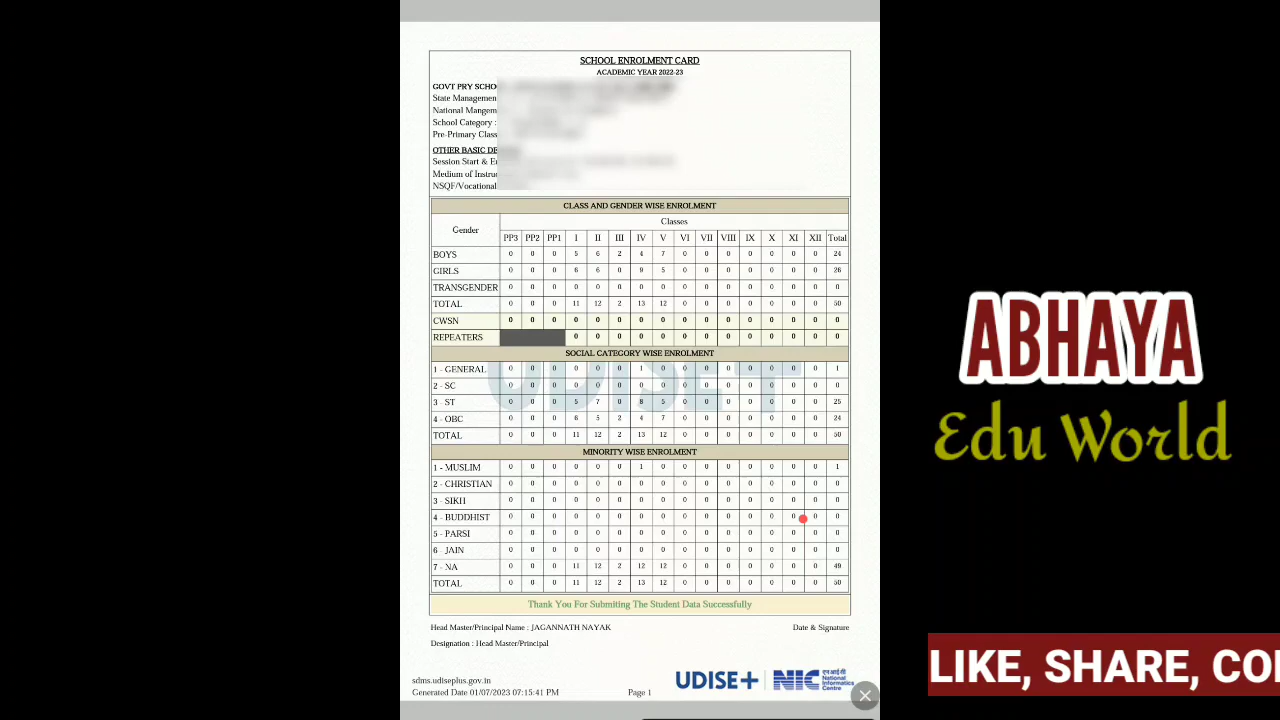 SCHOOL ENROLMENT CARD
ACADEMIC YEAR 2022-23
GOVT PRY SCHO
State Managemen
National Mangem
School Category :
Pre-Primary Class
OTHER BASIC DE
Session Start & E
Medium of Instruc
NSQF/Vocational
CLASS AND GENDER WISE ENROLMENT
Gender Classes
PP3 PP2 PP1 I II III IV V VI VII VIII IX X XI XII Total
BOYS 0 0 0 5 6 2 4 7 0 0 0 0 0 0 0 24
GIRLS 0 0 0 6 6 0 9 5 0 0 0 0 0 0 0 26
TRANSGENDER 0 0 0 0 0 0 0 0 0 0 0 0 0 0 0 0
TOTAL 0 0 0 11 12 2 13 12 0 0 0 0 0 0 0 50
CWSN 0 0 0 0 0 0 0 0 0 0 0 0 0 0 0 0
REPEATERS 0 0 0 0 0 0 0 0 0 0 0 0 0
SOCIAL CATEGORY WISE ENROLMENT
1 - GENERAL 0 0 0 0 0 0 1 0 0 0 0 0 0 0 0 1
2 - SC 0 0 0 0 0 0 0 0 0 0 0 0 0 0 0 0
3 - ST 0 0 0 5 7 0 8 5 0 0 0 0 0 0 0 25
4 - OBC 0 0 0 6 5 2 4 7 0 0 0 0 0 0 0 24
TOTAL 0 0 0 11 12 2 13 12 0 0 0 0 0 0 0 50
MINORITY WISE ENROLMENT
1 - MUSLIM 0 0 0 0 0 0 1 0 0 0 0 0 0 0 0 1
2 - CHRISTIAN 0 0 0 0 0 0 0 0 0 0 0 0 0 0 0 0
3 - SIKH 0 0 0 0 0 0 0 0 0 0 0 0 0 0 0 0
4 - BUDDHIST 0 0 0 0 0 0 0 0 0 0 0 0 0 0 0 0
5 - PARSI 0 0 0 0 0 0 0 0 0 0 0 0 0 0 0 0
6 - JAIN 0 0 0 0 0 0 0 0 0 0 0 0 0 0 0 0
7 - NA 0 0 0 11 12 2 12 12 0 0 0 0 0 0 0 49
TOTAL 0 0 0 11 12 2 13 12 0 0 0 0 0 0 0 50
Thank You For Submiting The Student Data Successfully
Head Master/Principal Name : JAGANNATH NAYAK Date & Signature
Designation : Head Master/Principal
sdms.udiseplus.gov.in
Generated Date 01/07/2023 07:15:41 PM Page 1
UDISE+
NIC
एन आई सी
National
Informatics
Centre
ABHAYA
Edu World
LIKE, SHARE, CO